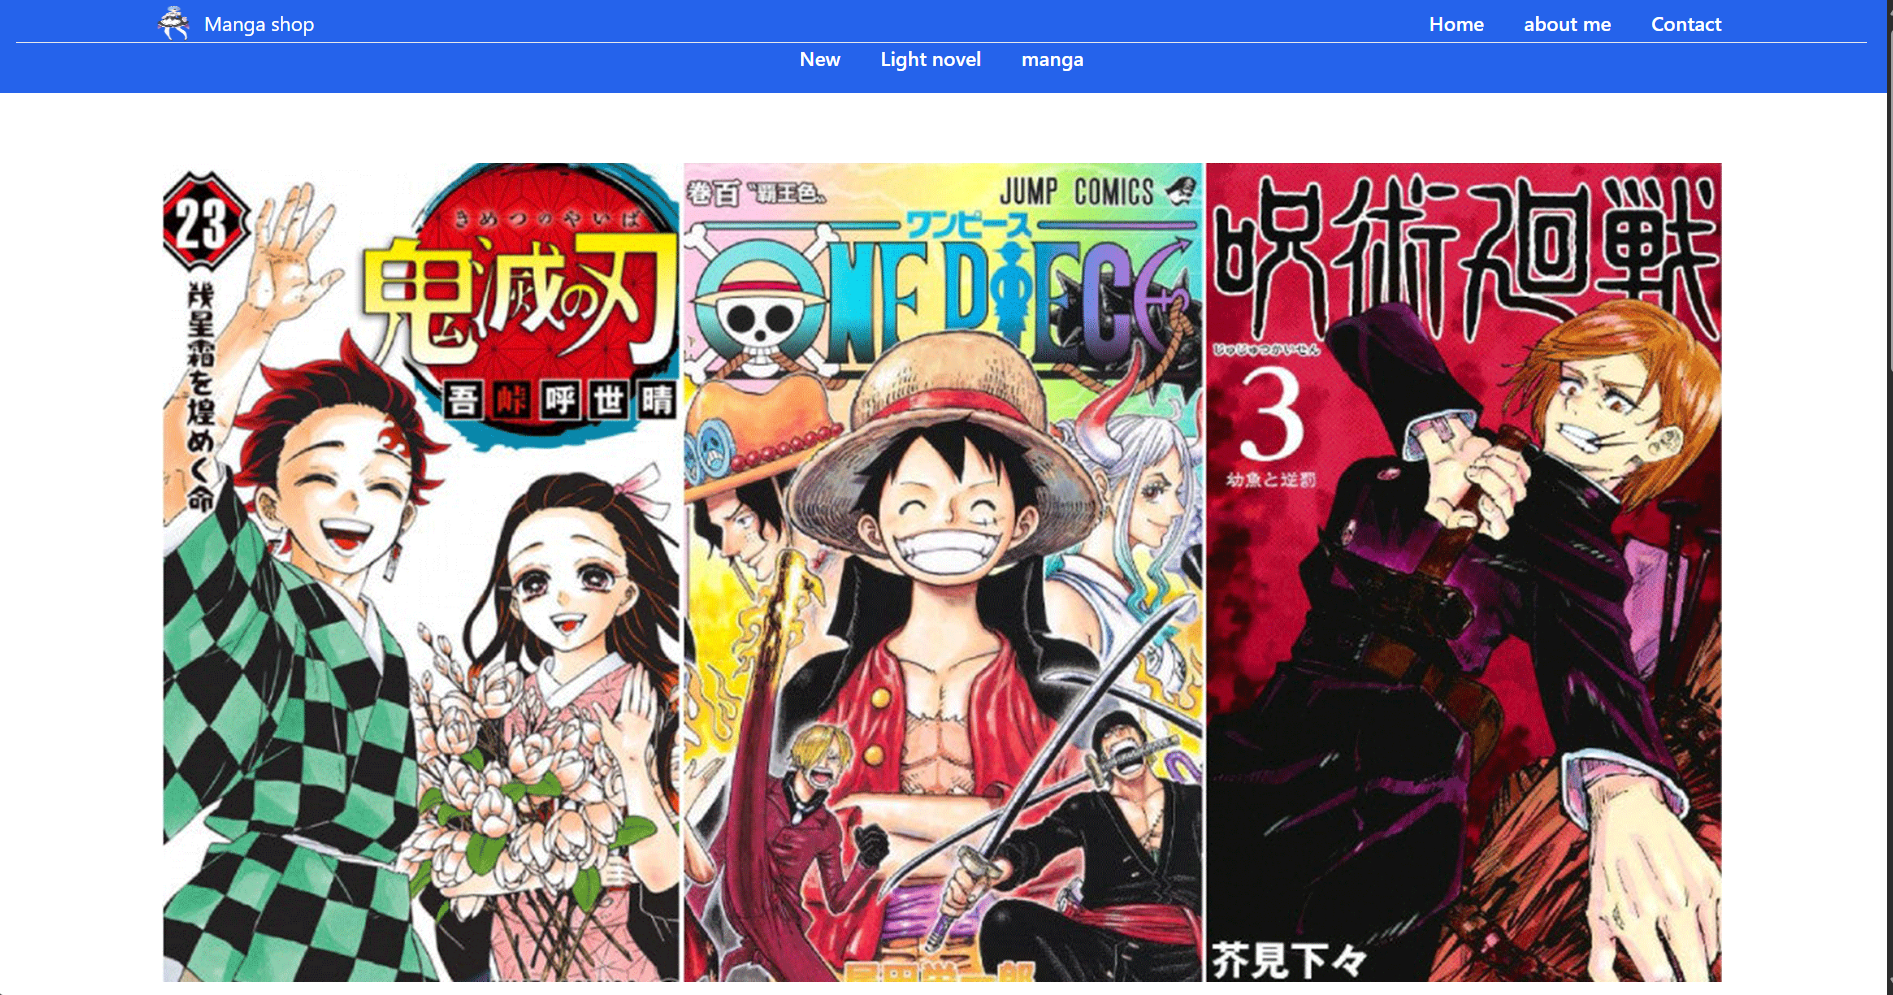 Manga shop
Home about me Contact
New Light novel manga
23
幾星霜を煌めく命
きめつのやいば
鬼滅の刃
吾峠呼世晴
巻百 〝覇王色〟
JUMP COMICS
ワンピース
ONE PIECE
呪術廻戦
じゅじゅつかいせん
3
幼魚と逆罰
芥見下々